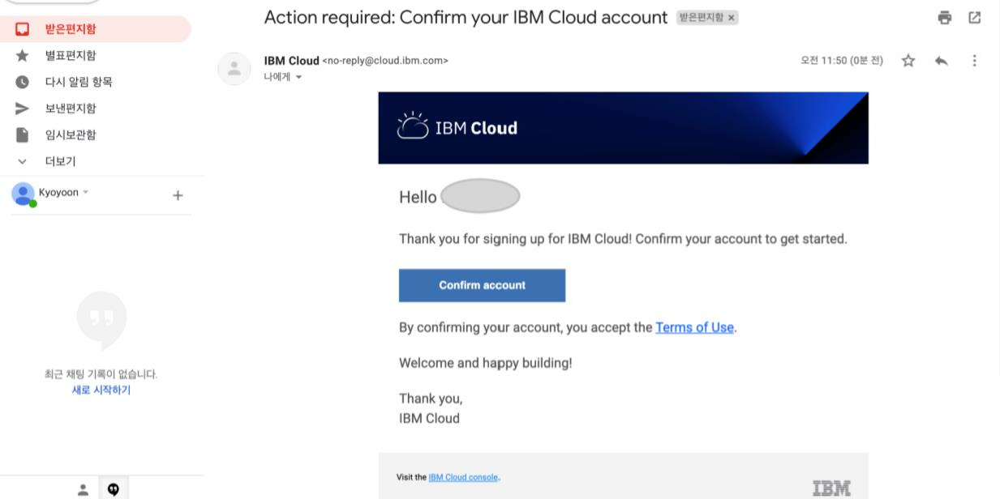 Action required: Confirm your IBM Cloud account 받은편지함 ×
받은편지함
별표편지함
다시 알림 항목
보낸편지함
임시보관함
더보기
Kyoyoon
최근 채팅 기록이 없습니다.
새로 시작하기
IBM Cloud <no-reply@cloud.ibm.com>
오전 11:50 (0분 전)
나에게
IBM Cloud
Hello
Thank you for signing up for IBM Cloud! Confirm your account to get started.
Confirm account
By confirming your account, you accept the Terms of Use.
Welcome and happy building!
Thank you,
IBM Cloud
Visit the IBM Cloud console.
IBM